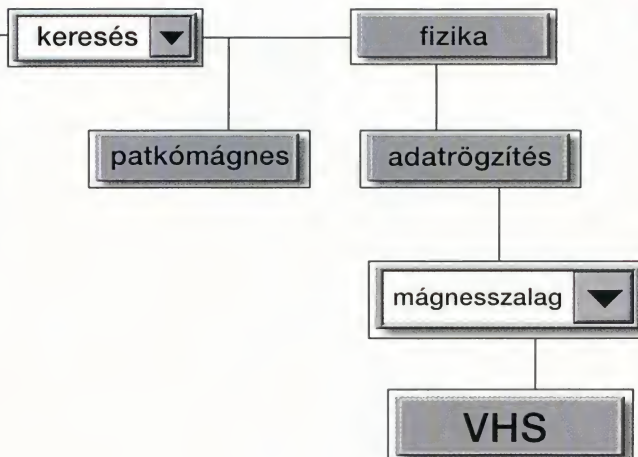 keresés
fizika
patkómágnes
adatrögzítés
mágnesszalag
VHS